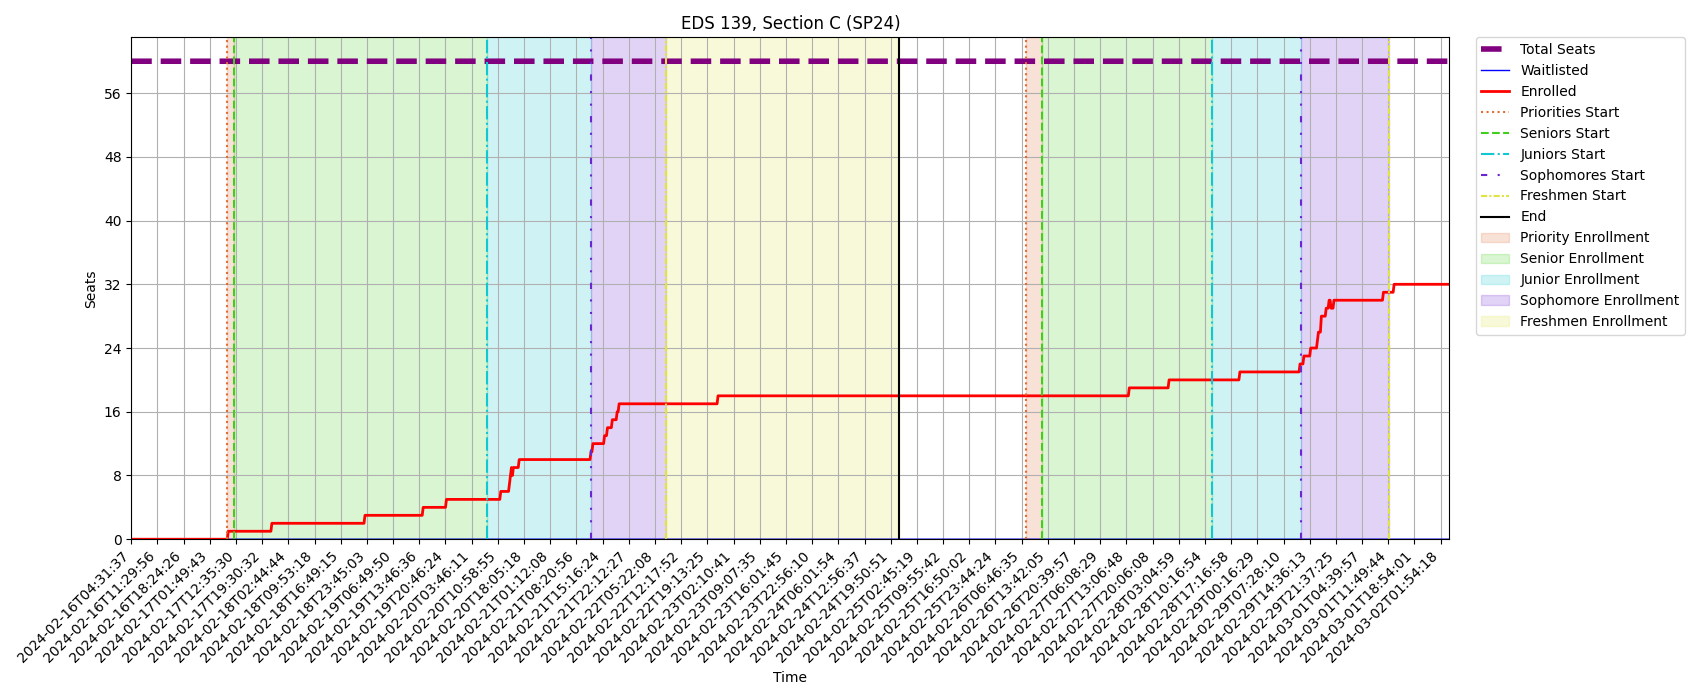 EDS 139, Section C (SP24)
Total Seats
Waitlisted
Enrolled
Priorities Start
Seniors Start
Juniors Start
Sophomores Start
Freshmen Start
End
Priority Enrollment
Senior Enrollment
Junior Enrollment
Sophomore Enrollment
Freshmen Enrollment
Seats
56
48
40
32
24
16
8
0
2024-02-16T04:31:37
2024-02-16T11:29:56
2024-02-16T18:24:26
2024-02-17T01:49:43
2024-02-17T12:35:30
2024-02-17T19:30:32
2024-02-18T02:44:44
2024-02-18T09:53:18
2024-02-18T16:49:15
2024-02-18T23:45:03
2024-02-19T06:49:50
2024-02-19T13:46:36
2024-02-19T20:46:24
2024-02-20T03:46:11
2024-02-20T10:58:55
2024-02-20T18:05:18
2024-02-21T01:12:08
2024-02-21T08:20:56
2024-02-21T15:16:24
2024-02-21T22:12:27
2024-02-22T05:22:08
2024-02-22T12:17:52
2024-02-22T19:13:25
2024-02-23T02:10:41
2024-02-23T09:07:35
2024-02-23T16:01:45
2024-02-23T22:56:10
2024-02-24T06:01:54
2024-02-24T12:56:37
2024-02-24T19:50:51
2024-02-25T02:45:19
2024-02-25T09:55:42
2024-02-25T16:50:02
2024-02-25T23:44:24
2024-02-26T06:46:35
2024-02-26T13:42:05
2024-02-26T20:39:57
2024-02-27T06:08:29
2024-02-27T13:06:48
2024-02-27T20:06:08
2024-02-28T03:04:59
2024-02-28T10:16:54
2024-02-28T17:16:58
2024-02-29T00:16:29
2024-02-29T07:28:10
2024-02-29T14:36:13
2024-02-29T21:37:25
2024-03-01T04:39:57
2024-03-01T11:49:44
2024-03-01T18:54:01
2024-03-02T01:54:18
Time